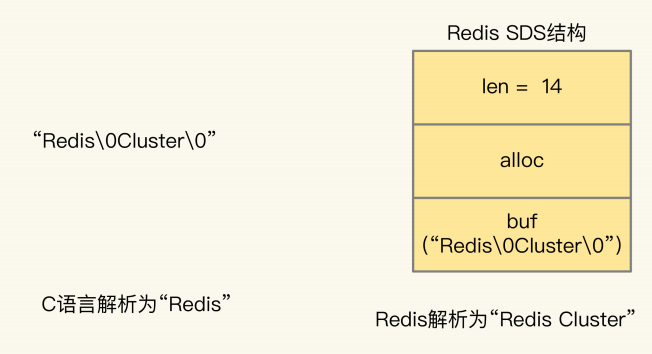 Redis SDS结构
len = 14
“Redis\0Cluster\0”
alloc
buf
(“Redis\0Cluster\0”)
C语言解析为“Redis”
Redis解析为“Redis Cluster”